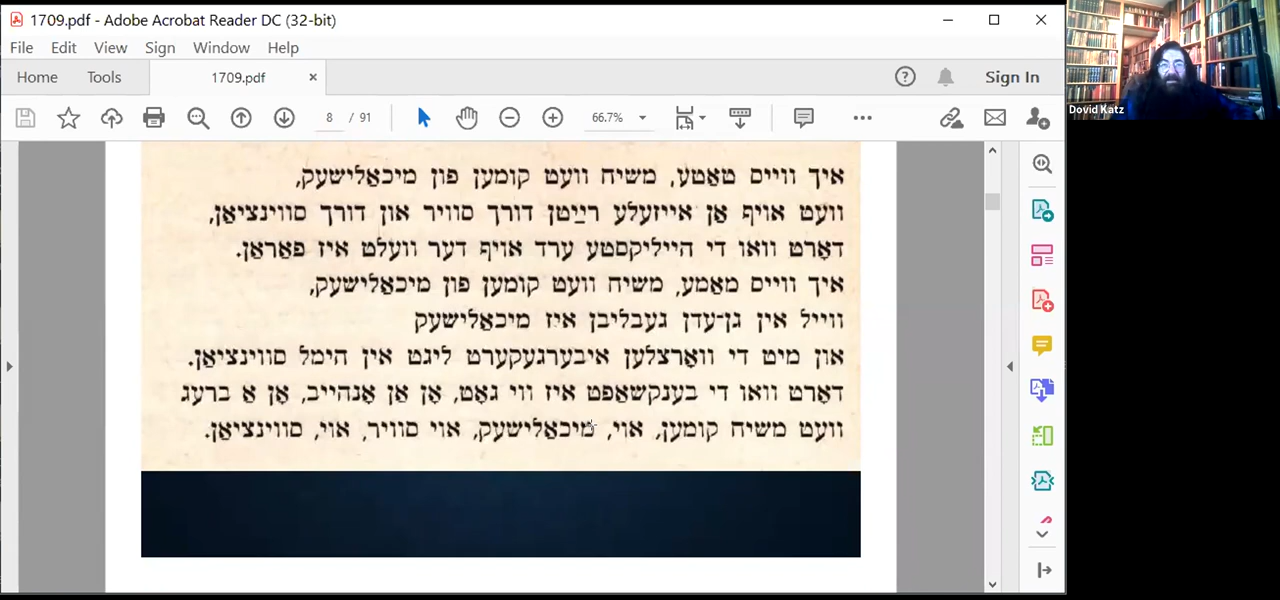 1709.pdf - Adobe Acrobat Reader DC (32-bit)
File Edit View Sign Window Help
Home Tools 1709.pdf Sign In
8 / 91 66.7%
Dovid Katz
איך ווייס טאַטע, משיח וועט קומען פון מיכאַלישעק,
וועט אויף אַן אייזעלע רײַטן דורך סוויר און דורך סווינציאַן,
דאָרט וואו די הייליקסטע ערד אויף דער וועלט איז פאַראַן.
איך ווייס מאַמע, משיח וועט קומען פון מיכאַלישעק,
ווייל אין גן־עדן געבליבן איז מיכאַלישעק
און מיט די וואָרצלען איבערגעקערט ליגט אין הימל סווינציאַן.
דאָרט וואו די בענקשאַפט איז ווי גאָט, אָן אַן אָנהייב, אָן אַ ברעג
וועט משיח קומען, אוי, מיכאַלישעק, אוי סוויר, אוי, סווינציאַן.